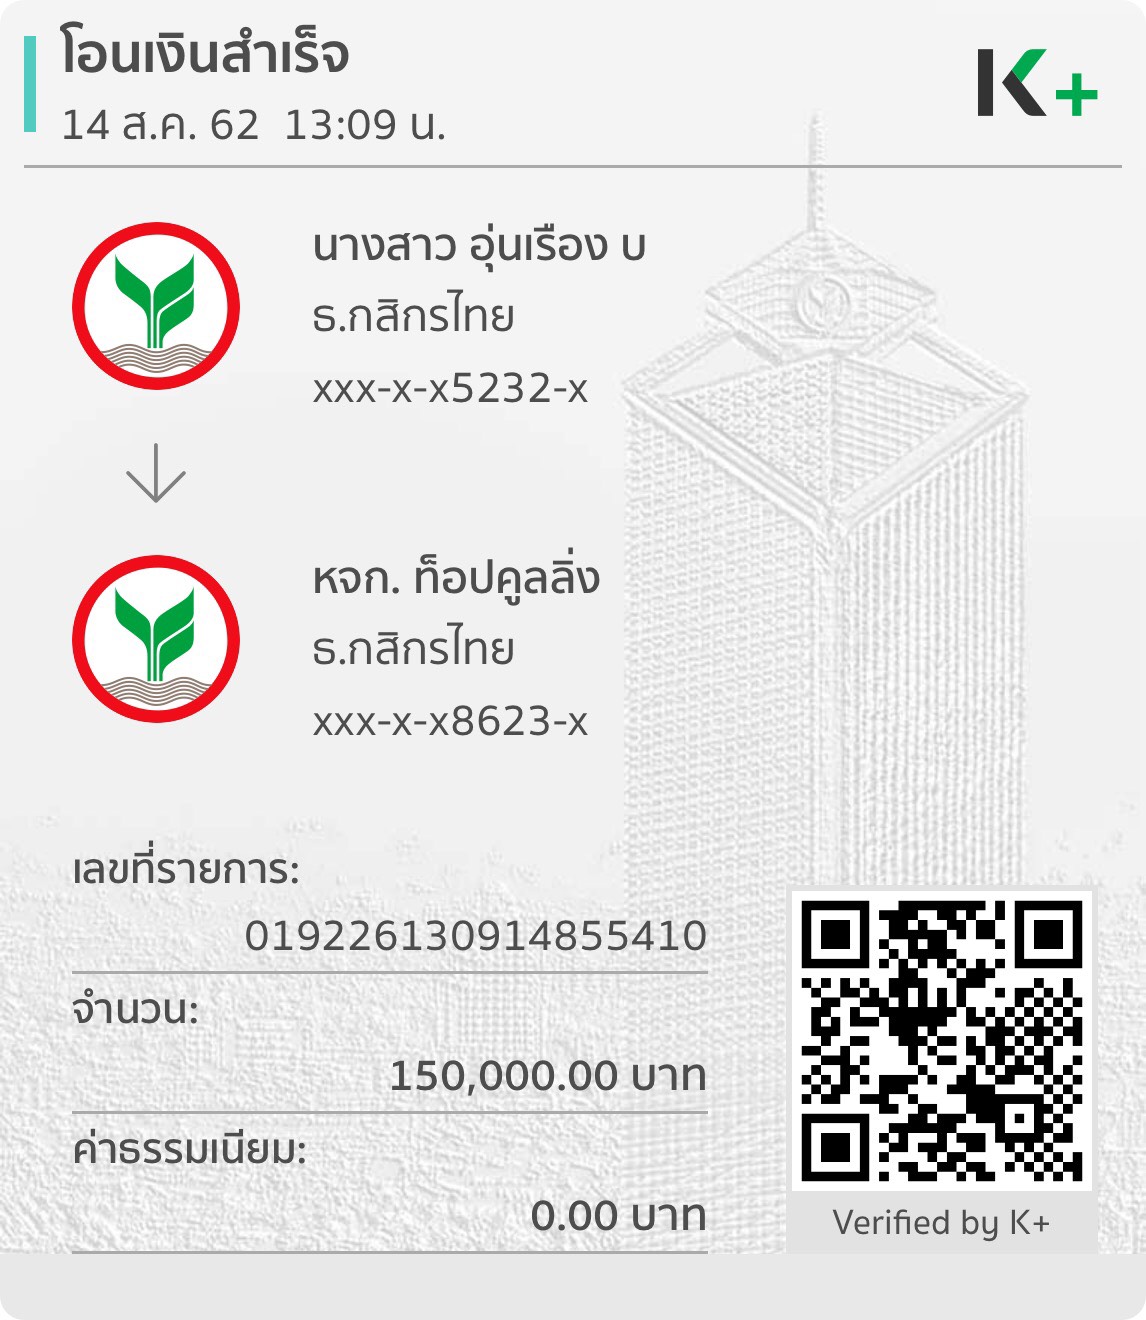 โอนเงินสำเร็จ
14 ส.ค. 62 13:09 น.
K+
นางสาว อุ่นเรือง บ
ธ.กสิกรไทย
xxx-x-x5232-x
หจก. ท็อปคูลลิ่ง
ธ.กสิกรไทย
xxx-x-x8623-x
เลขที่รายการ:
019226130914855410
จำนวน:
150,000.00 บาท
ค่าธรรมเนียม:
0.00 บาท
Verified by K+